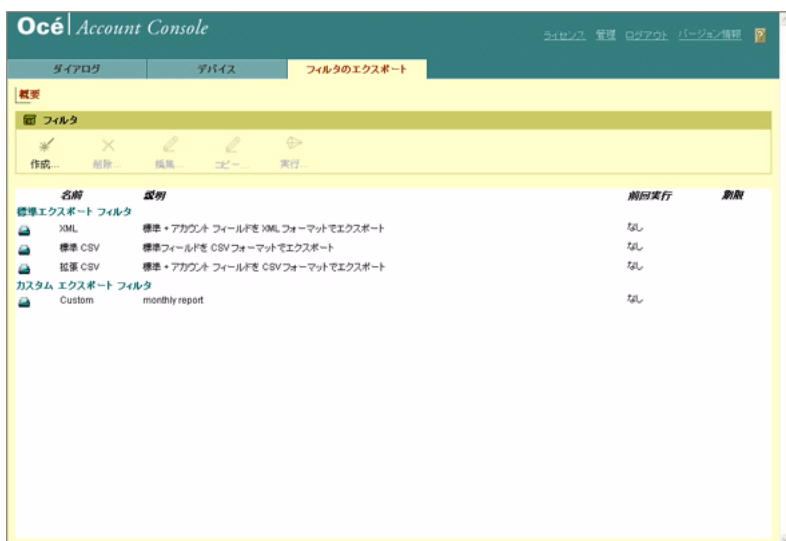 Océ Account Console
ライセンス 管理 ログアウト バージョン情報 ?
ダイアログ デバイス フィルタのエクスポート
概要
フィルタ
作成... 削除... 編集... コピー... 実行...
名前 説明 前回実行 制限
標準エクスポート フィルタ
XML 標準 + アカウント フィールドを XML フォーマットでエクスポート なし
標準 CSV 標準フィールドを CSV フォーマットでエクスポート なし
拡張 CSV 標準 + アカウント フィールドを CSV フォーマットでエクスポート なし
カスタム エクスポート フィルタ
Custom monthly report なし